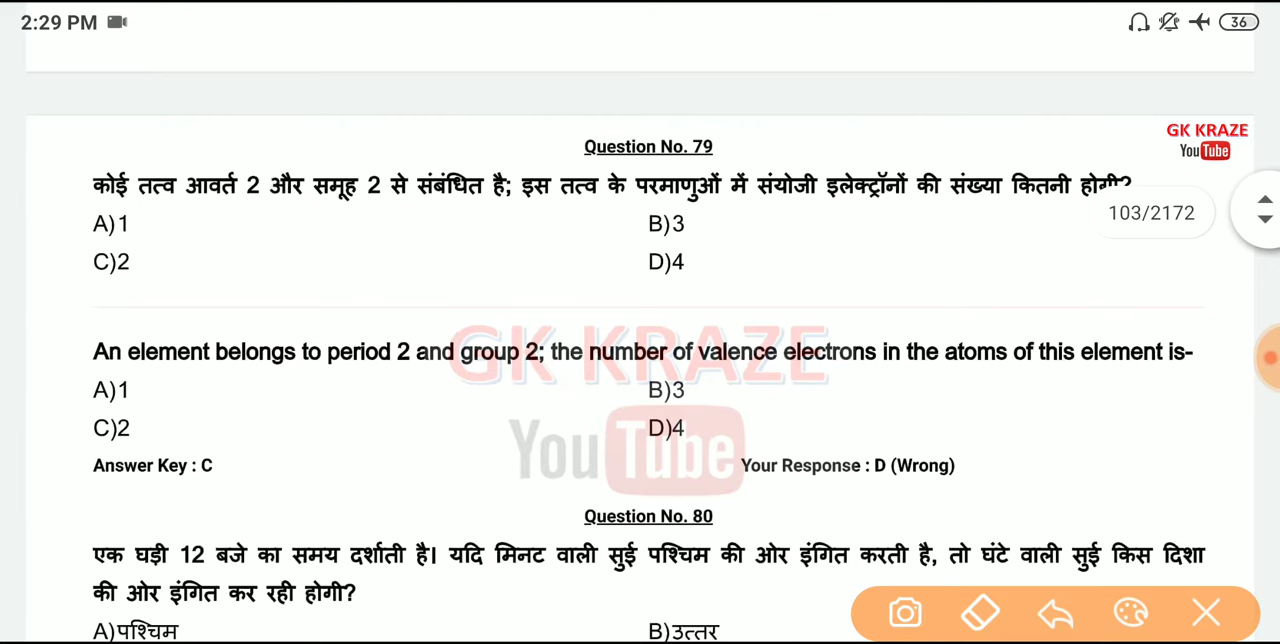 2:29 PM
36
GK KRAZE
YouTube
Question No. 79
कोई तत्व आवर्त 2 और समूह 2 से संबंधित है; इस तत्व के परमाणुओं में संयोजी इलेक्ट्रॉनों की संख्या कितनी होगी?
103/2172
A)1 B)3
C)2 D)4
An element belongs to period 2 and group 2; the number of valence electrons in the atoms of this element is-
GK KRAZE
A)1 B)3
C)2 D)4
YouTube
Answer Key : C Your Response : D (Wrong)
Question No. 80
एक घड़ी 12 बजे का समय दर्शाती है। यदि मिनट वाली सुई पश्चिम की ओर इंगित करती है, तो घंटे वाली सुई किस दिशा
की ओर इंगित कर रही होगी?
A)पश्चिम B)उत्तर